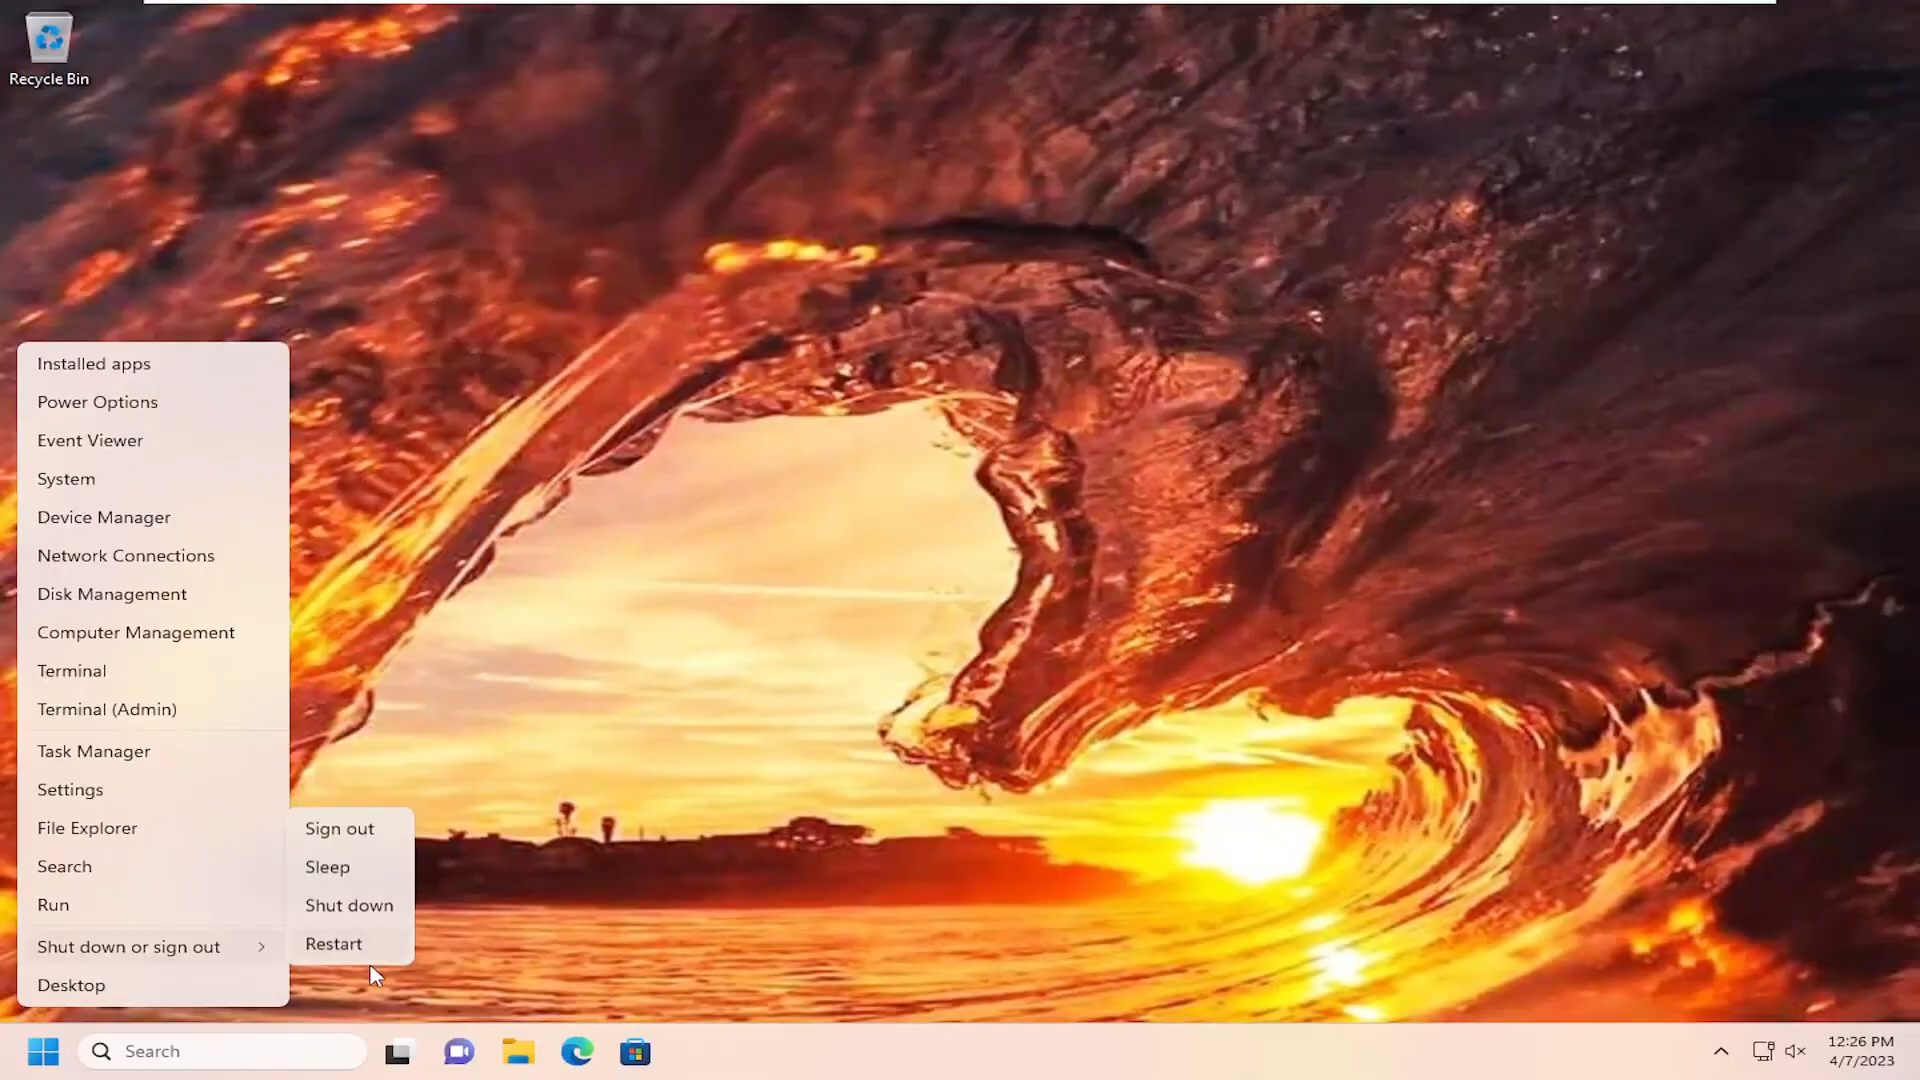 Recycle Bin
Installed apps
Power Options
Event Viewer
System
Device Manager
Network Connections
Disk Management
Computer Management
Terminal
Terminal (Admin)
Task Manager
Settings
File Explorer
Search
Run
Shut down or sign out
Desktop
Sign out
Sleep
Shut down
Restart
Search
12:26 PM
4/7/2023